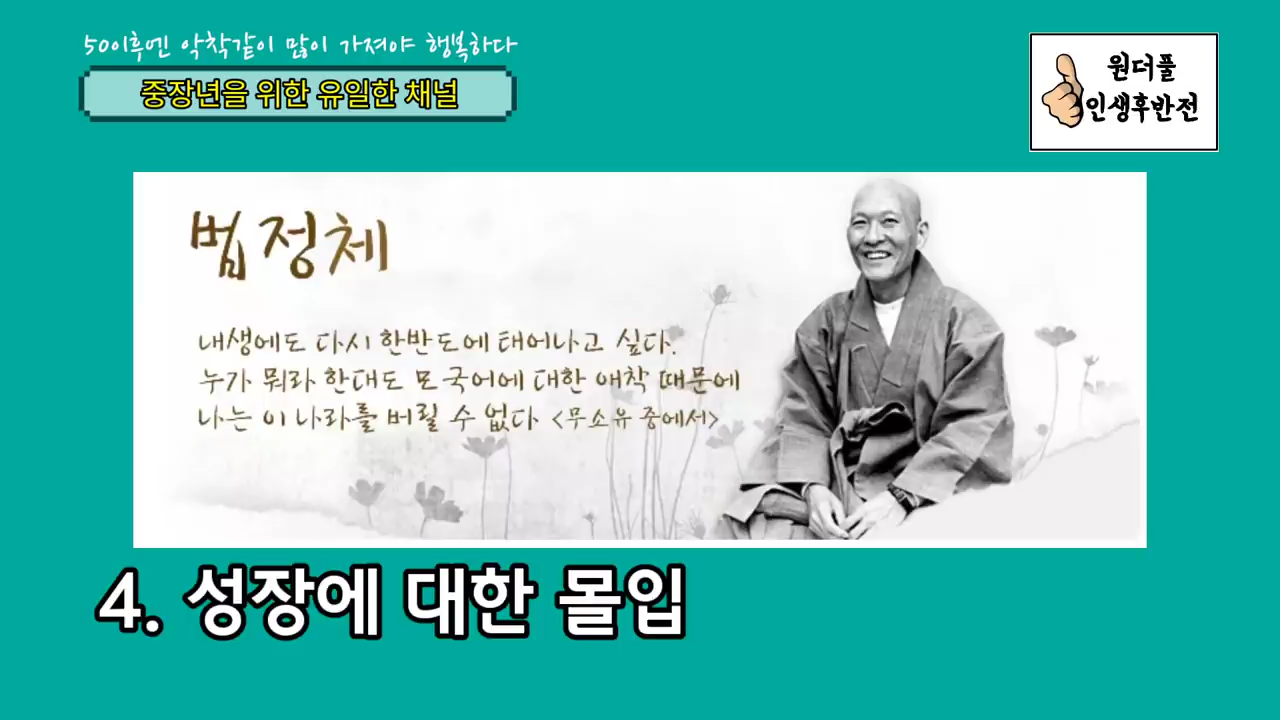 50이후엔 악착같이 많이 가져야 행복하다
중장년을 위한 유일한 채널
원더풀
인생후반전
법정체
내생에도 다시 한반도에 태어나고 싶다.
누가 뭐라 한대도 모국어에 대한 애착 때문에
나는 이 나라를 버릴 수 없다 <무소유 중에서>
4. 성장에 대한 몰입